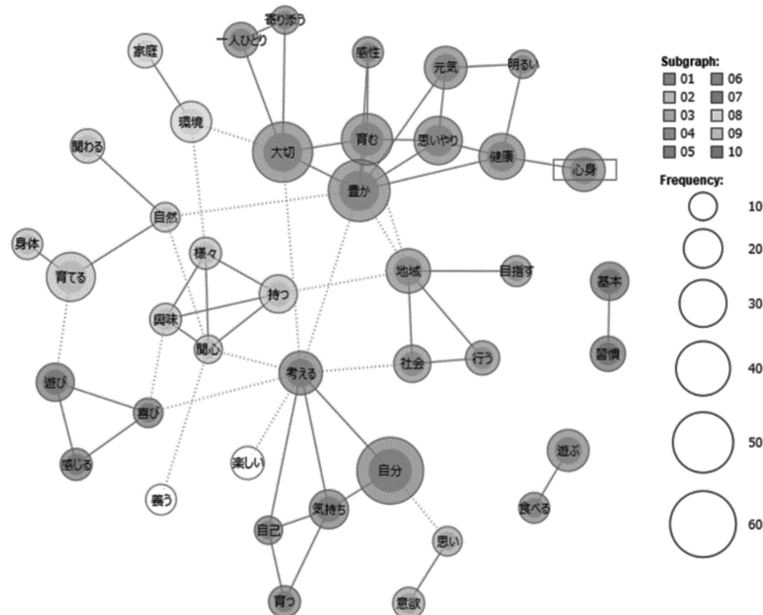 寄り添う
一人ひとり
家庭
感性
元気
明るい
環境
大切
育む
思いやり
健康
心身
関わる
豊か
自然
身体
育てる
様々
持つ
地域
目指す
基本
興味
関心
社会
行う
習慣
考える
遊び
喜び
感じる
楽しい
自分
養う
遊ぶ
食べる
自己
気持ち
思い
育つ
意欲
Subgraph:
01 06
02 07
03 08
04 09
05 10
Frequency:
10
20
30
40
50
60